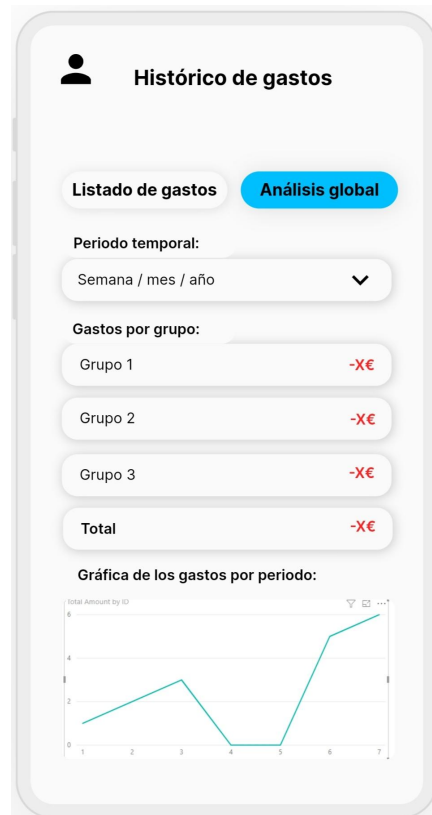 Histórico de gastos
Listado de gastos Análisis global
Periodo temporal:
Semana / mes / año
Gastos por grupo:
Grupo 1 -X€
Grupo 2 -X€
Grupo 3 -X€
Total -X€
Gráfica de los gastos por periodo:
Total Amount by ID
6
4
2
0
1 2 3 4 5 6 7